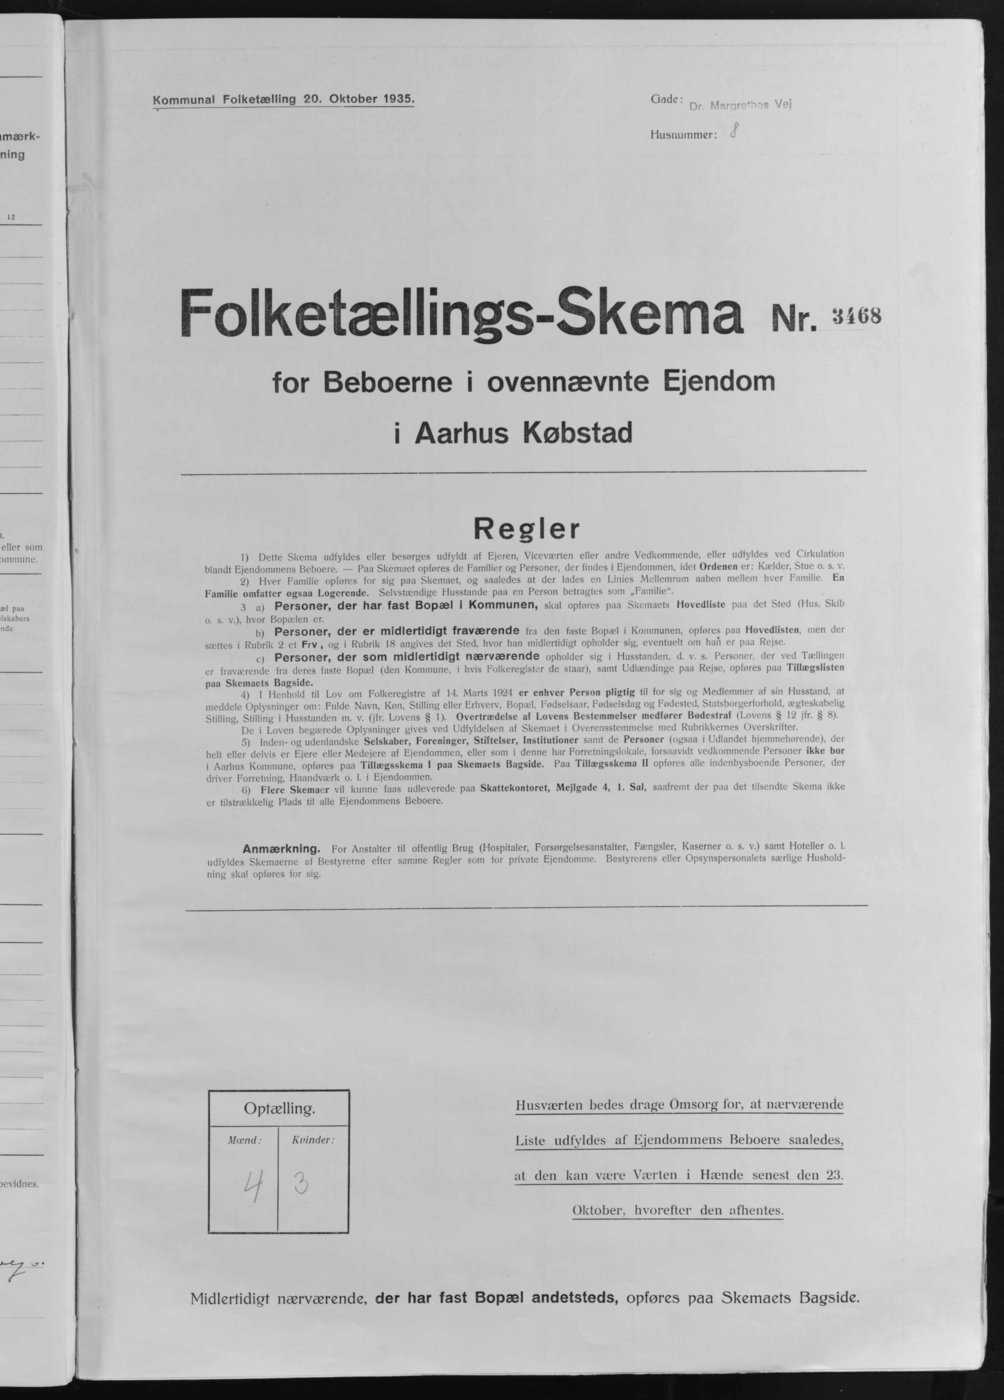 Kommunal Folketælling 20. Oktober 1935.
Gade: Dr. Margrethes Vej
Husnummer: 8
Folketællings-Skema Nr. 3468
for Beboerne i ovennævnte Ejendom
i Aarhus Købstad
Regler
1) Dette Skema udfyldes eller besørges udfyldt af Ejeren, Viceværten eller andre Vedkommende, eller udfyldes ved Cirkulation
blandt Ejendommens Beboere. — Paa Skemaet opføres de Familier og Personer, der findes i Ejendommen, idet Ordenen er: Kælder, Stue o. s. v.
2) Hver Familie opføres for sig paa Skemaet, og saaledes at der lades en Linies Mellemrum aaben mellem hver Familie. En
Familie omfatter ogsaa Logerende. Selvstændige Husstande paa en Person betragtes som „Familie".
3 a) Personer, der har fast Bopæl i Kommunen, skal opføres paa Skemaets Hovedliste paa det Sted (Hus, Skib
o. s. v.), hvor Bopælen er.
b) Personer, der er midlertidigt fraværende fra den faste Bopæl i Kommunen, opføres paa Hovedlisten, men der
sættes i Rubrik 2 et Frv, og i Rubrik 18 angives det Sted, hvor han midlertidigt opholder sig, eventuelt om han er paa Rejse.
c) Personer, der som midlertidigt nærværende opholder sig i Husstanden, d. v. s. Personer, der ved Tællingen
er fraværende fra deres faste Bopæl (den Kommune, i hvis Folkeregister de staar), samt Udlændinge paa Rejse, opføres paa Tillægslisten
paa Skemaets Bagside.
4) I Henhold til Lov om Folkeregistre af 14. Marts 1924 er enhver Person pligtig til for sig og Medlemmer af sin Husstand, at
meddele Oplysninger om: Fulde Navn, Køn, Stilling eller Erhverv, Bopæl, Fødselsaar, Fødselsdag og Fødested, Statsborgerforhold, ægteskabelig
Stilling, Stilling i Husstanden m. v. (jfr. Lovens § 1). Overtrædelse af Lovens Bestemmelser medfører Bødestraf (Lovens § 12 jfr. § 8).
De i Loven begærede Oplysninger gives ved Udfyldelsen af Skemaet i Overensstemmelse med Rubrikkernes Overskrifter.
5) Inden- og udenlandske Selskaber, Foreninger, Stiftelser, Institutioner samt de Personer (ogsaa i Udlandet hjemmehørende), der
helt eller delvis er Ejere eller Medejere af Ejendommen, eller som i denne har Forretningslokale, forsaavidt vedkommende Personer ikke bor
i Aarhus Kommune, opføres paa Tillægsskema I paa Skemaets Bagside. Paa Tillægsskema II opføres alle indenbysboende Personer, der
driver Forretning, Haandværk o. l. i Ejendommen.
6) Flere Skemaer vil kunne faas udleverede paa Skattekontoret, Mejlgade 4, 1. Sal, saafremt der paa det tilsendte Skema ikke
er tilstrækkelig Plads til alle Ejendommens Beboere.
Anmærkning. For Anstalter til offentlig Brug (Hospitaler, Forsørgelsesanstalter, Fængsler, Kaserner o. s. v.) samt Hoteller o. l.
udfyldes Skemaerne af Bestyrerne efter samme Regler som for private Ejendomme. Bestyrerens eller Opsynspersonalets særlige Hushold-
ning skal opføres for sig.
Optælling.
Mænd: Kvinder:
4 3
Husværten bedes drage Omsorg for, at nærværende
Liste udfyldes af Ejendommens Beboere saaledes,
at den kan være Værten i Hænde senest den 23.
Oktober, hvorefter den afhentes.
Midlertidigt nærværende, der har fast Bopæl andetsteds, opføres paa Skemaets Bagside.